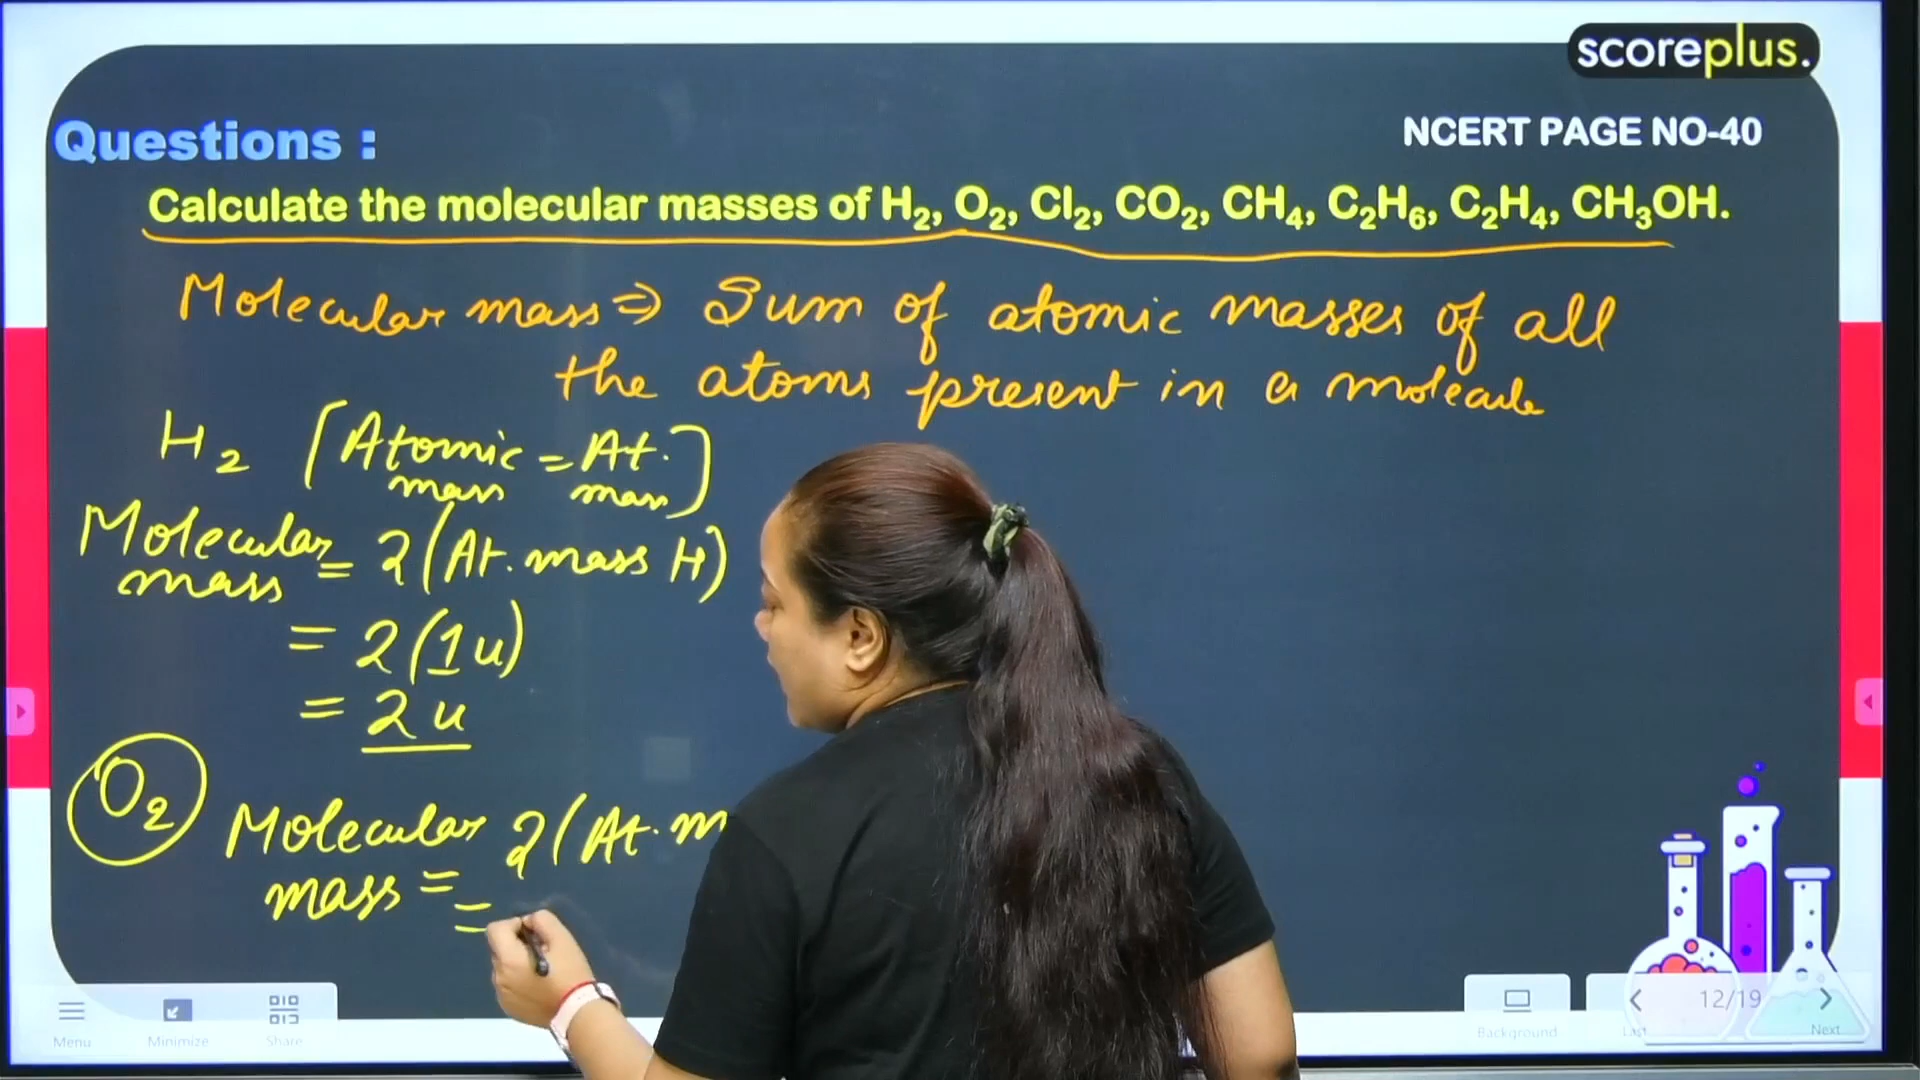 scoreplus.
Questions :
NCERT PAGE NO-40
Calculate the molecular masses of H₂, O₂, Cl₂, CO₂, CH₄, C₂H₆, C₂H₄, CH₃OH.
Molecular mass ⇒ Sum of atomic masses of all
the atoms present in a molecule
H₂ [Atomic mass = At. mass]
Molecular mass = 2(At. mass H)
= 2(1u)
= 2u
O₂
Molecular mass = 2(At. m
=
Menu
Minimize
Share
Background
12/19
Next